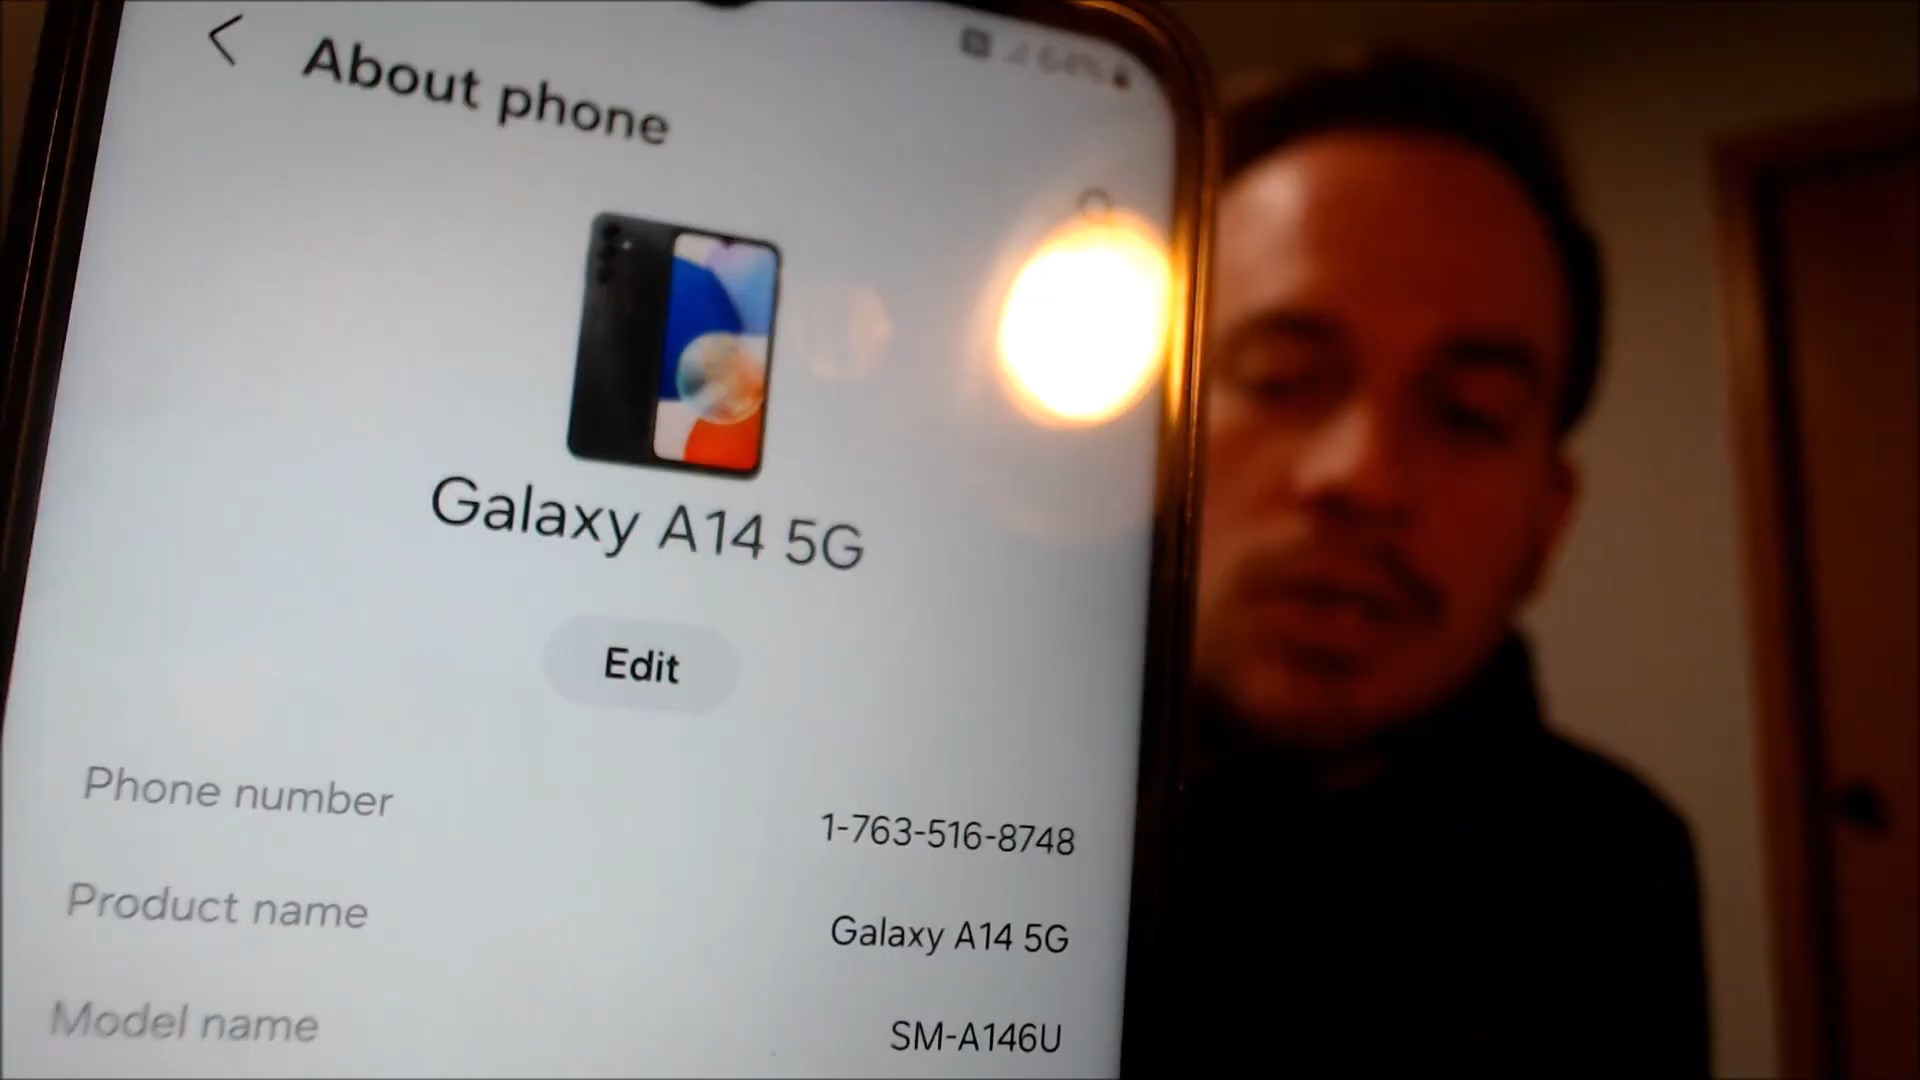 About phone
64%
Galaxy A14 5G
Edit
Phone number
1-763-516-8748
Product name
Galaxy A14 5G
Model name
SM-A146U